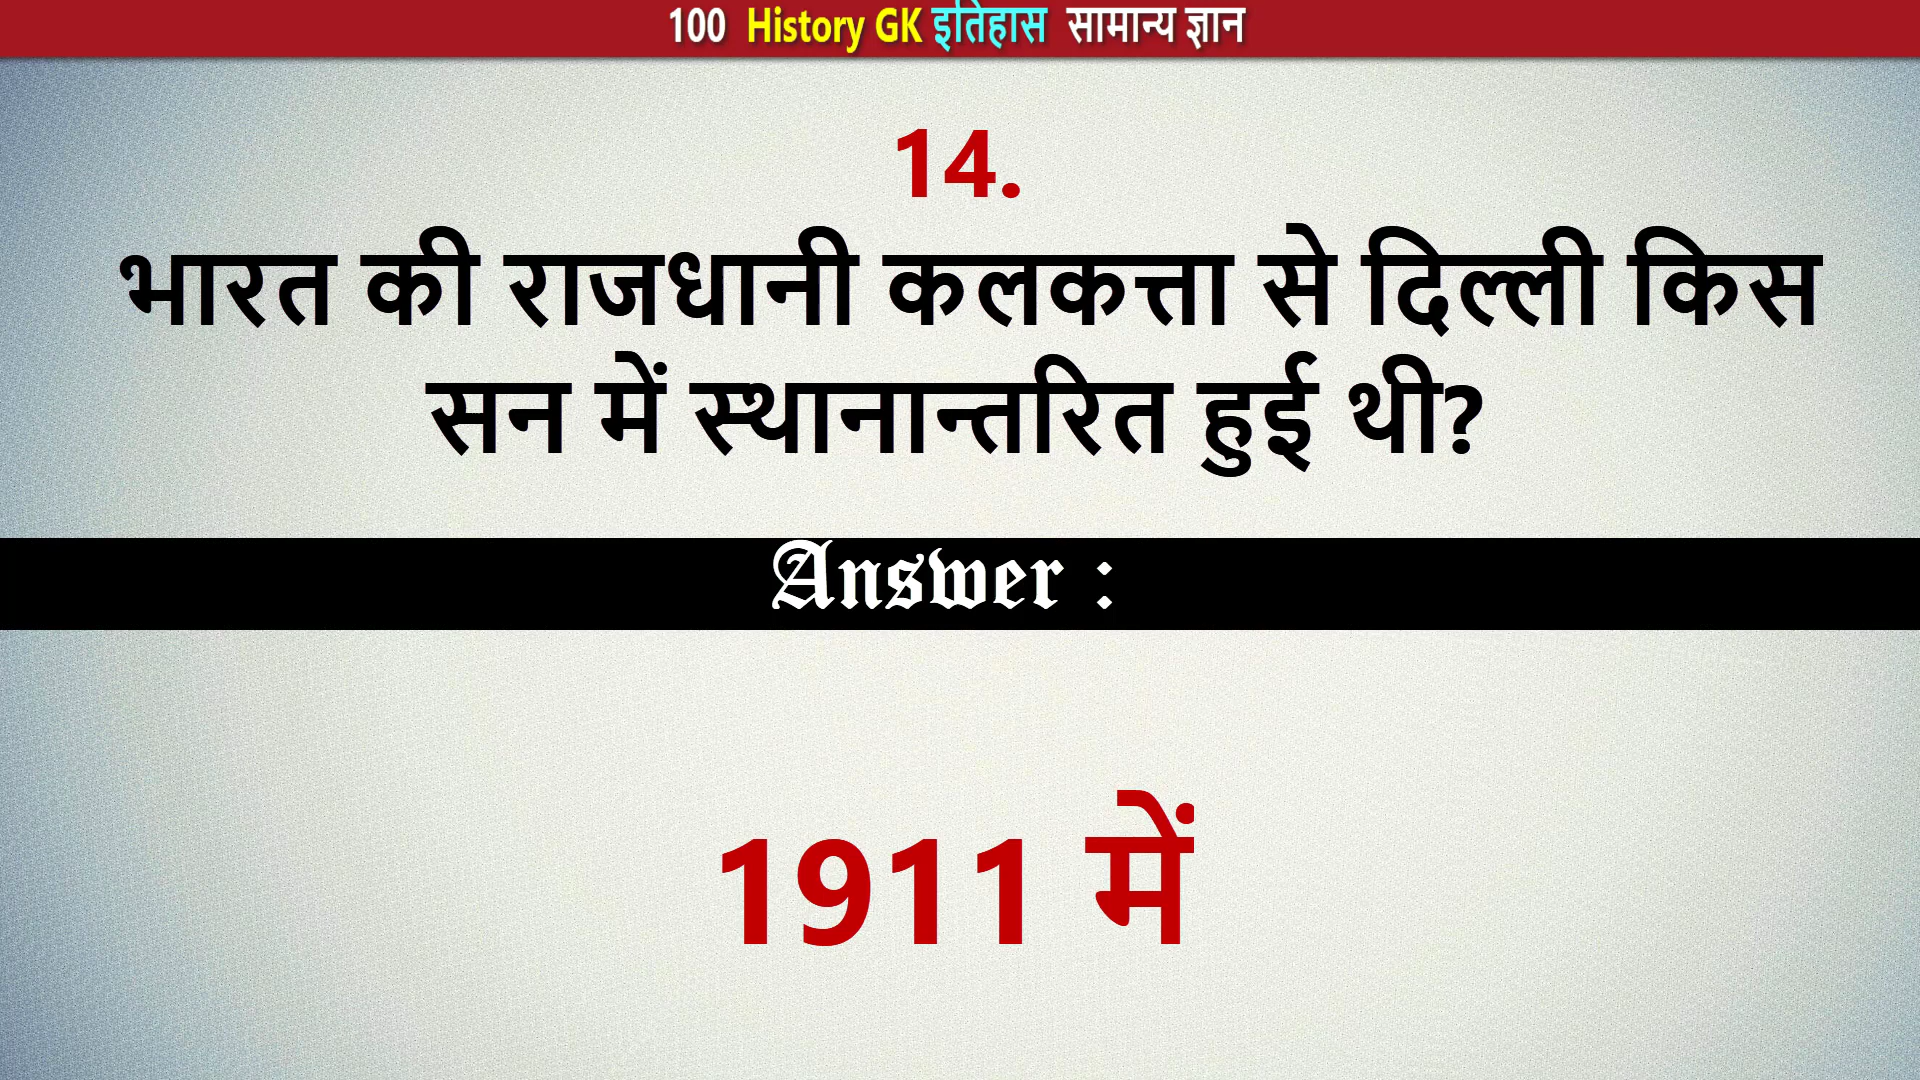 100 History GK इतिहास सामान्य ज्ञान
14.
भारत की राजधानी कलकत्ता से दिल्ली किस
सन में स्थानान्तरित हुई थी?
Answer :
1911 में